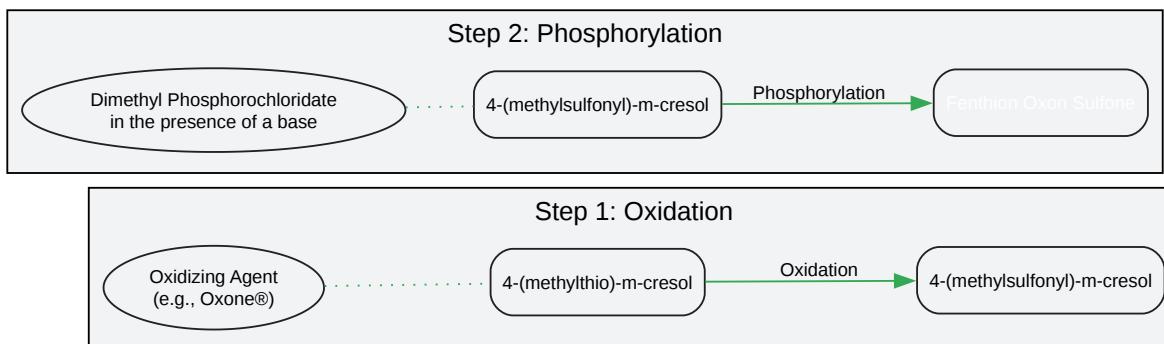 Step 2: Phosphorylation
Dimethyl Phosphorochloridate
in the presence of a base
4-(methylsulfonyl)-m-cresol
Phosphorylation
Fenthion Oxon Sulfone
Step 1: Oxidation
Oxidizing Agent
(e.g., Oxone®)
4-(methylthio)-m-cresol
Oxidation
4-(methylsulfonyl)-m-cresol